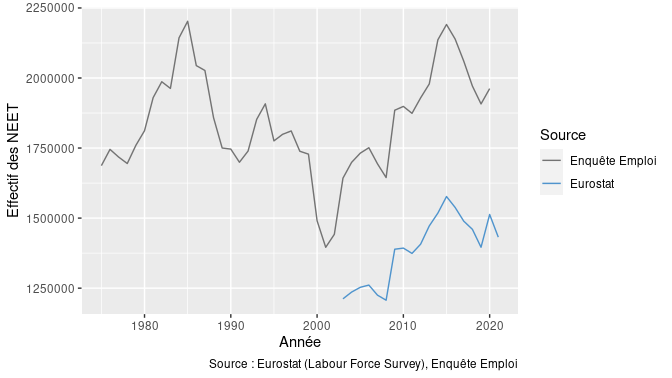 2250000
2000000
1750000
1500000
1250000
Effectif des NEET
1980
1990
2000
2010
2020
Année
Source
Enquête Emploi
Eurostat
Source : Eurostat (Labour Force Survey), Enquête Emploi